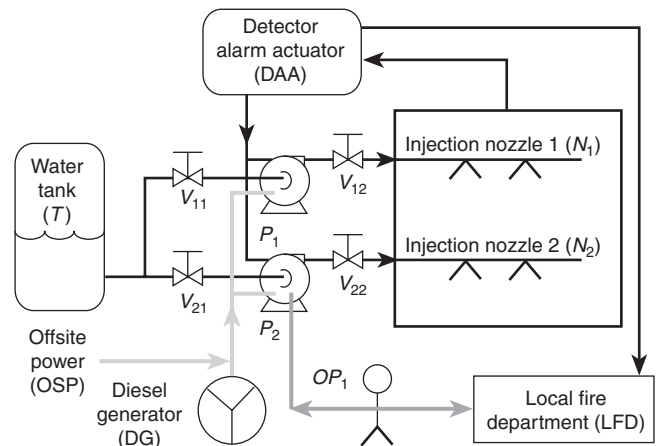 Detector
alarm actuator
(DAA)
Water
tank
(T)
V11
V12
Injection nozzle 1 (N1)
P1
V21
V22
Injection nozzle 2 (N2)
P2
Offsite
power
(OSP)
Diesel
generator
(DG)
OP1
Local fire
department (LFD)